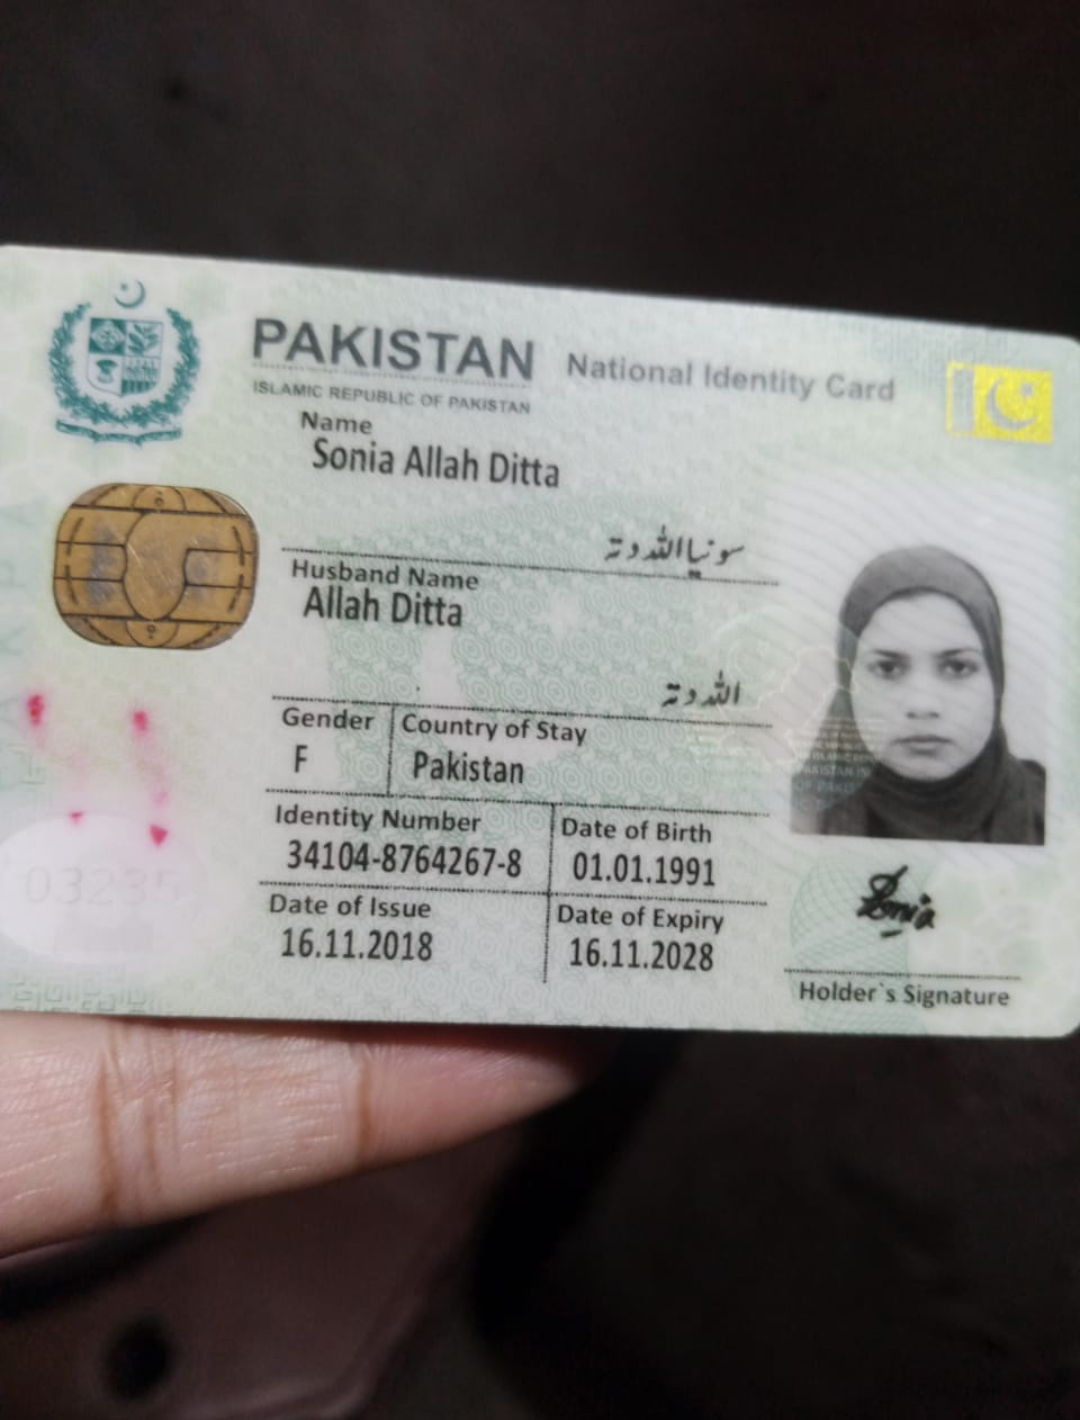 PAKISTAN National Identity Card
ISLAMIC REPUBLIC OF PAKISTAN
Name
Sonia Allah Ditta
سونیا اللہ دتہ
Husband Name
Allah Ditta
اللہ دتہ
Gender Country of Stay
F Pakistan
Identity Number Date of Birth
34104-8764267-8 01.01.1991
Date of Issue Date of Expiry
16.11.2018 16.11.2028
Sonia
Holder`s Signature